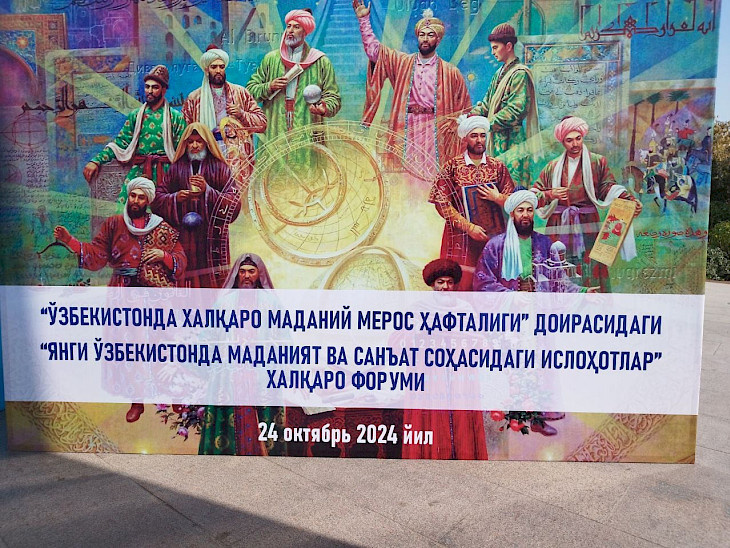 “ЎЗБЕКИСТОНДА ХАЛҚАРО МАДАНИЙ МЕРОС ҲАФТАЛИГИ” ДОИРАСИДАГИ
“ЯНГИ ЎЗБЕКИСТОНДА МАДАНИЯТ ВА САНЪАТ СОҲАСИДАГИ ИСЛОҲОТЛАР”
ХАЛҚАРО ФОРУМИ
24 октябрь 2024 йил